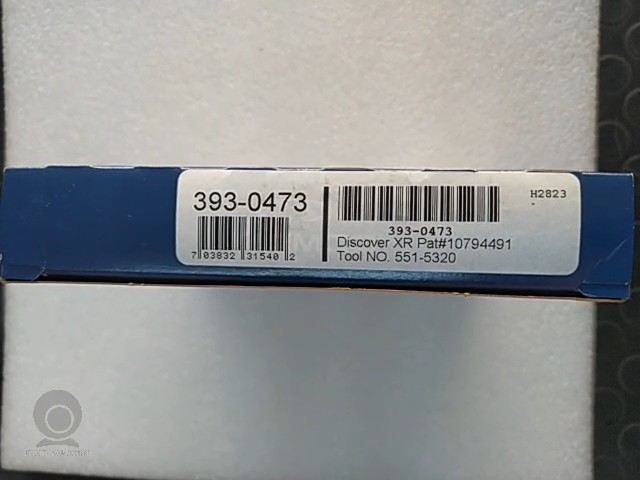 393-0473
7 03832 31540 2
393-0473
Discover XR Pat#10794491
Tool NO. 551-5320
H2823